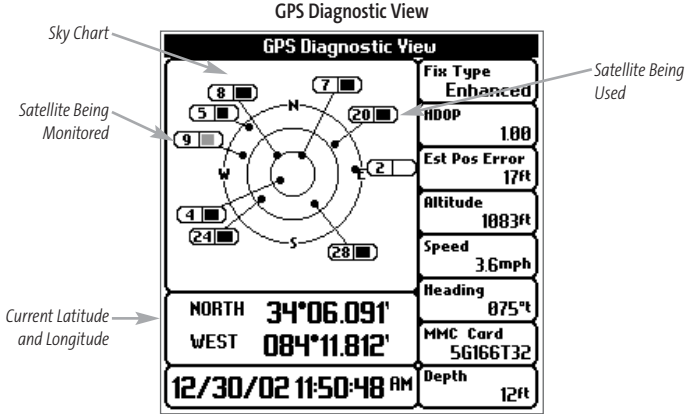 GPS Diagnostic View
Sky Chart
GPS Diagnostic View
Satellite Being
Monitored
Satellite Being
Used
8
7
5
20
9
2
4
24
28
N
W
E
S
Fix Type
Enhanced
HDOP
1.00
Est Pos Error
17ft
Altitude
1083ft
Speed
3.6mph
Heading
075°t
MMC Card
5G166T32
Depth
12ft
Current Latitude
and Longitude
NORTH 34°06.091'
WEST 084°11.812'
12/30/02 11:50:48 AM